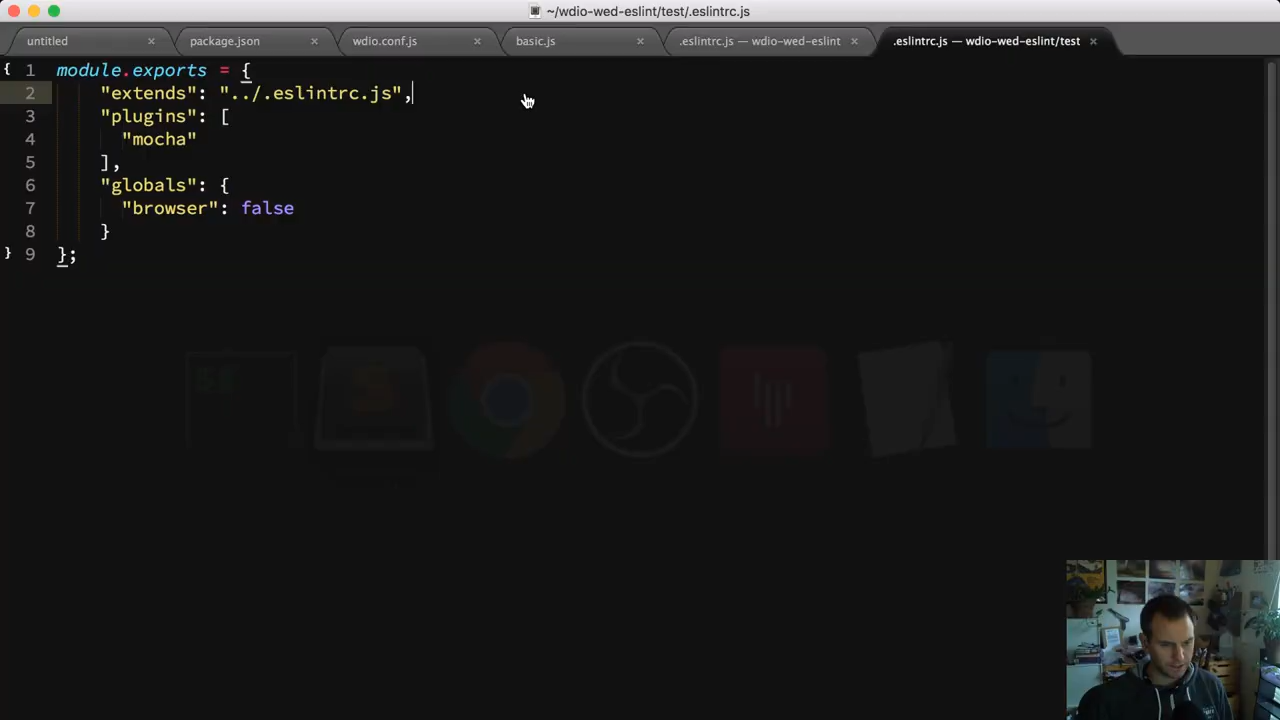 ~/wdio-wed-eslint/test/.eslintrc.js
untitled
package.json
wdio.conf.js
basic.js
.eslintrc.js — wdio-wed-eslint
.eslintrc.js — wdio-wed-eslint/test
{ 1 module.exports = {
2 "extends": "../.eslintrc.js",
3 "plugins": [
4 "mocha"
5 ],
6 "globals": {
7 "browser": false
8 }
} 9 };